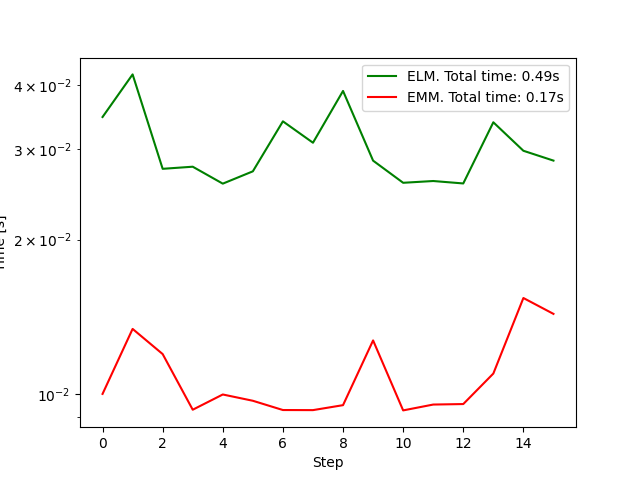 ELM. Total time: 0.49s
EMM. Total time: 0.17s
4 × 10⁻²
3 × 10⁻²
2 × 10⁻²
10⁻²
Time [s]
0 2 4 6 8 10 12 14
Step